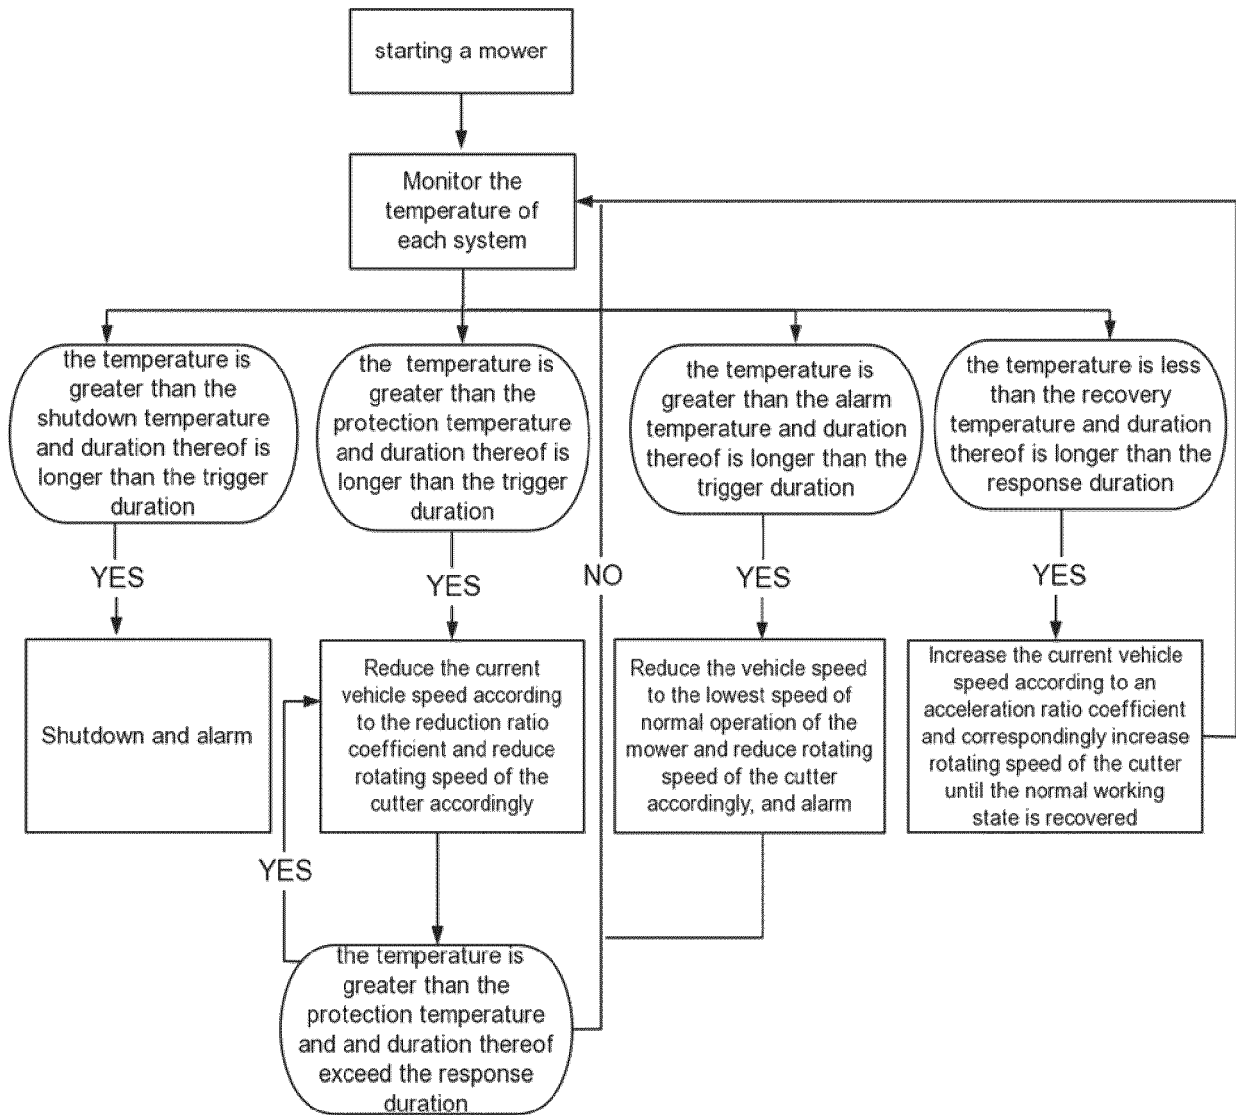 starting a mower
Monitor the
temperature of
each system
the temperature is
greater than the
shutdown temperature
and duration thereof is
longer than the trigger
duration
the temperature is
greater than the
protection temperature
and duration thereof is
longer than the trigger
duration
the temperature is
greater than the alarm
temperature and duration
thereof is longer than the
trigger duration
the temperature is less
than the recovery
temperature and duration
thereof is longer than the
response duration
YES
YES
NO
YES
YES
Shutdown and alarm
Reduce the current
vehicle speed according
to the reduction ratio
coefficient and reduce
rotating speed of the
cutter accordingly
Reduce the vehicle speed
to the lowest speed of
normal operation of the
mower and reduce rotating
speed of the cutter
accordingly, and alarm
Increase the current vehicle
speed according to an
acceleration ratio coefficient
and correspondingly increase
rotating speed of the cutter
until the normal working
state is recovered
YES
the temperature is
greater than the
protection temperature
and and duration thereof
exceed the response
duration